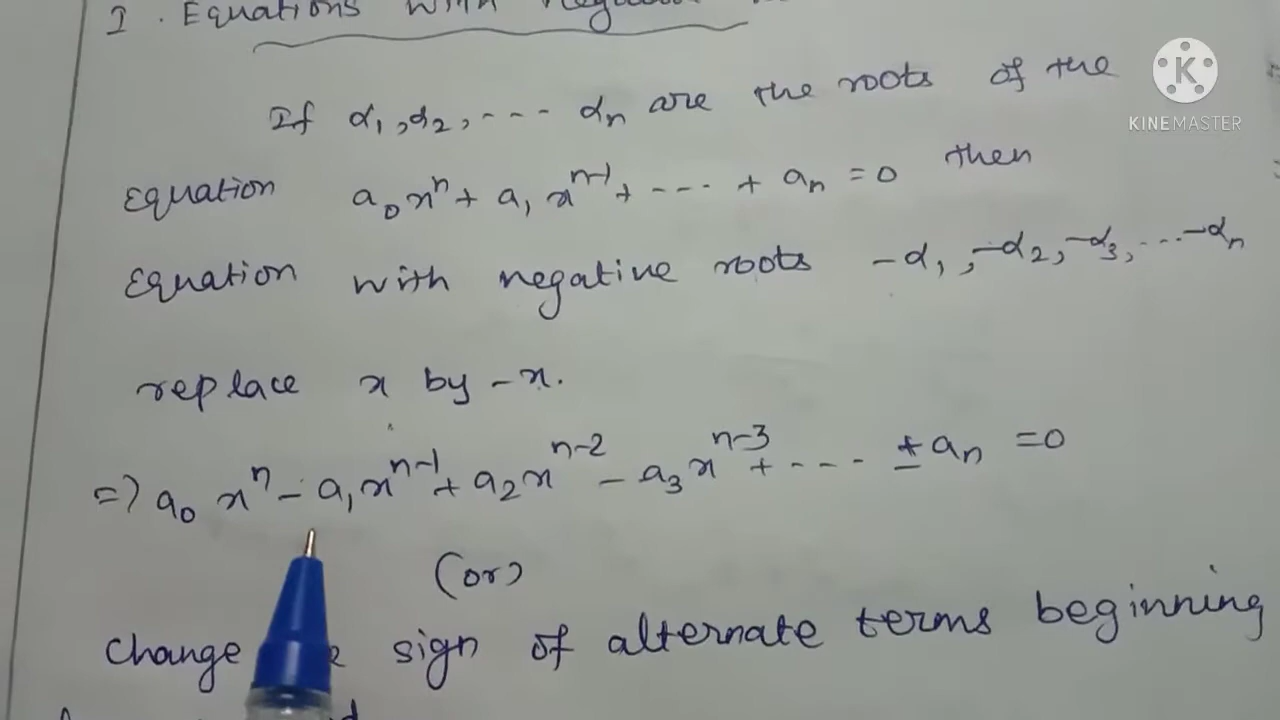 I. Equations with
If α₁, α₂, --- αₙ are the roots of the
KINEMASTER
Equation a₀xⁿ + a₁xⁿ⁻¹ + --- + aₙ = 0 then
Equation with negative roots -α₁, -α₂, -α₃, ... -αₙ
replace x by -x.
=> a₀xⁿ - a₁xⁿ⁻¹ + a₂xⁿ⁻² - a₃xⁿ⁻³ + --- ± aₙ = 0
(or)
change sign of alternate terms beginning